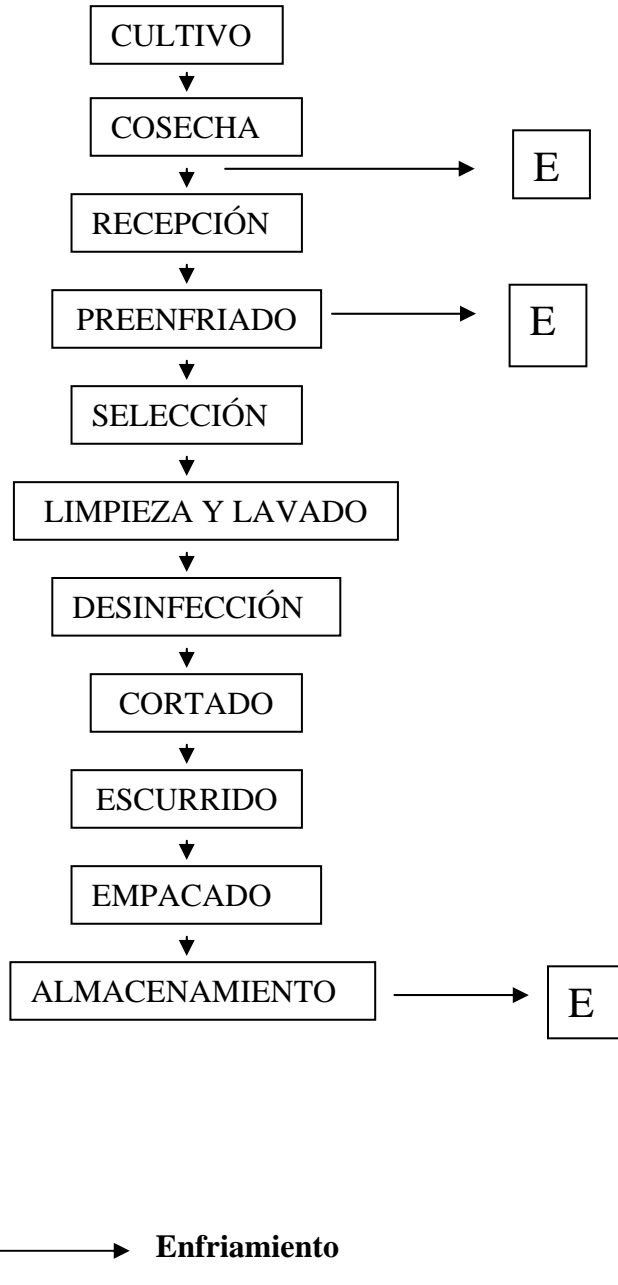 CULTIVO
COSECHA
E
RECEPCIÓN
PREENFRIADO
E
SELECCIÓN
LIMPIEZA Y LAVADO
DESINFECCIÓN
CORTADO
ESCURRIDO
EMPACADO
ALMACENAMIENTO
E
Enfriamiento